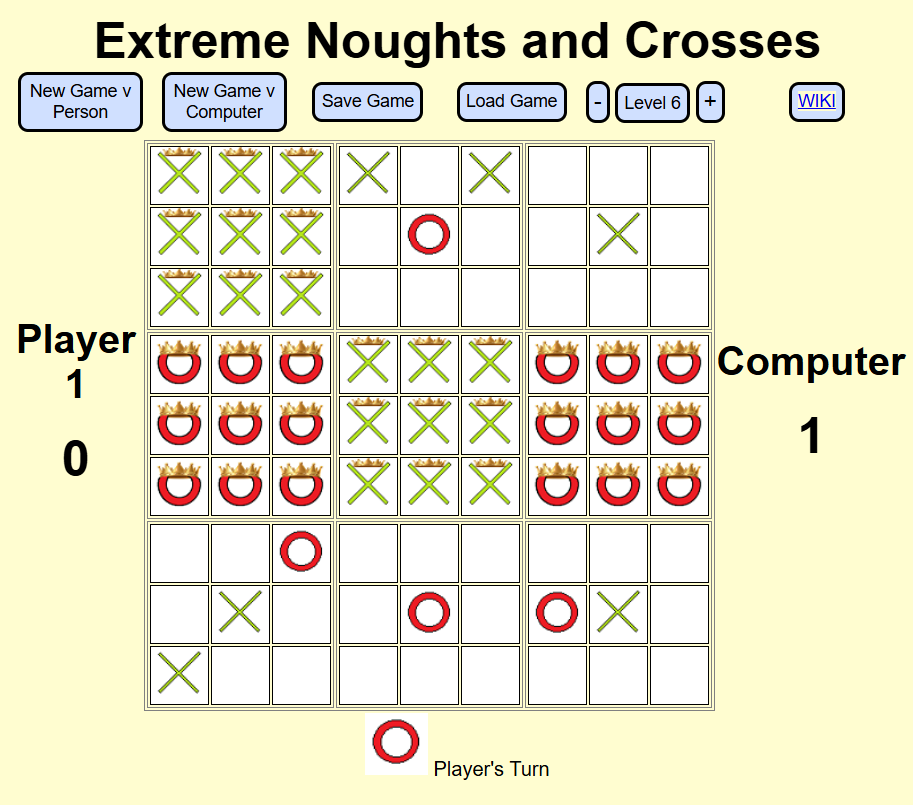 Extreme Noughts and Crosses
New Game v
Person
New Game v
Computer
Save Game
Load Game
-
Level 6
+
WIKI
Player
1
0
Computer
1
Player's Turn